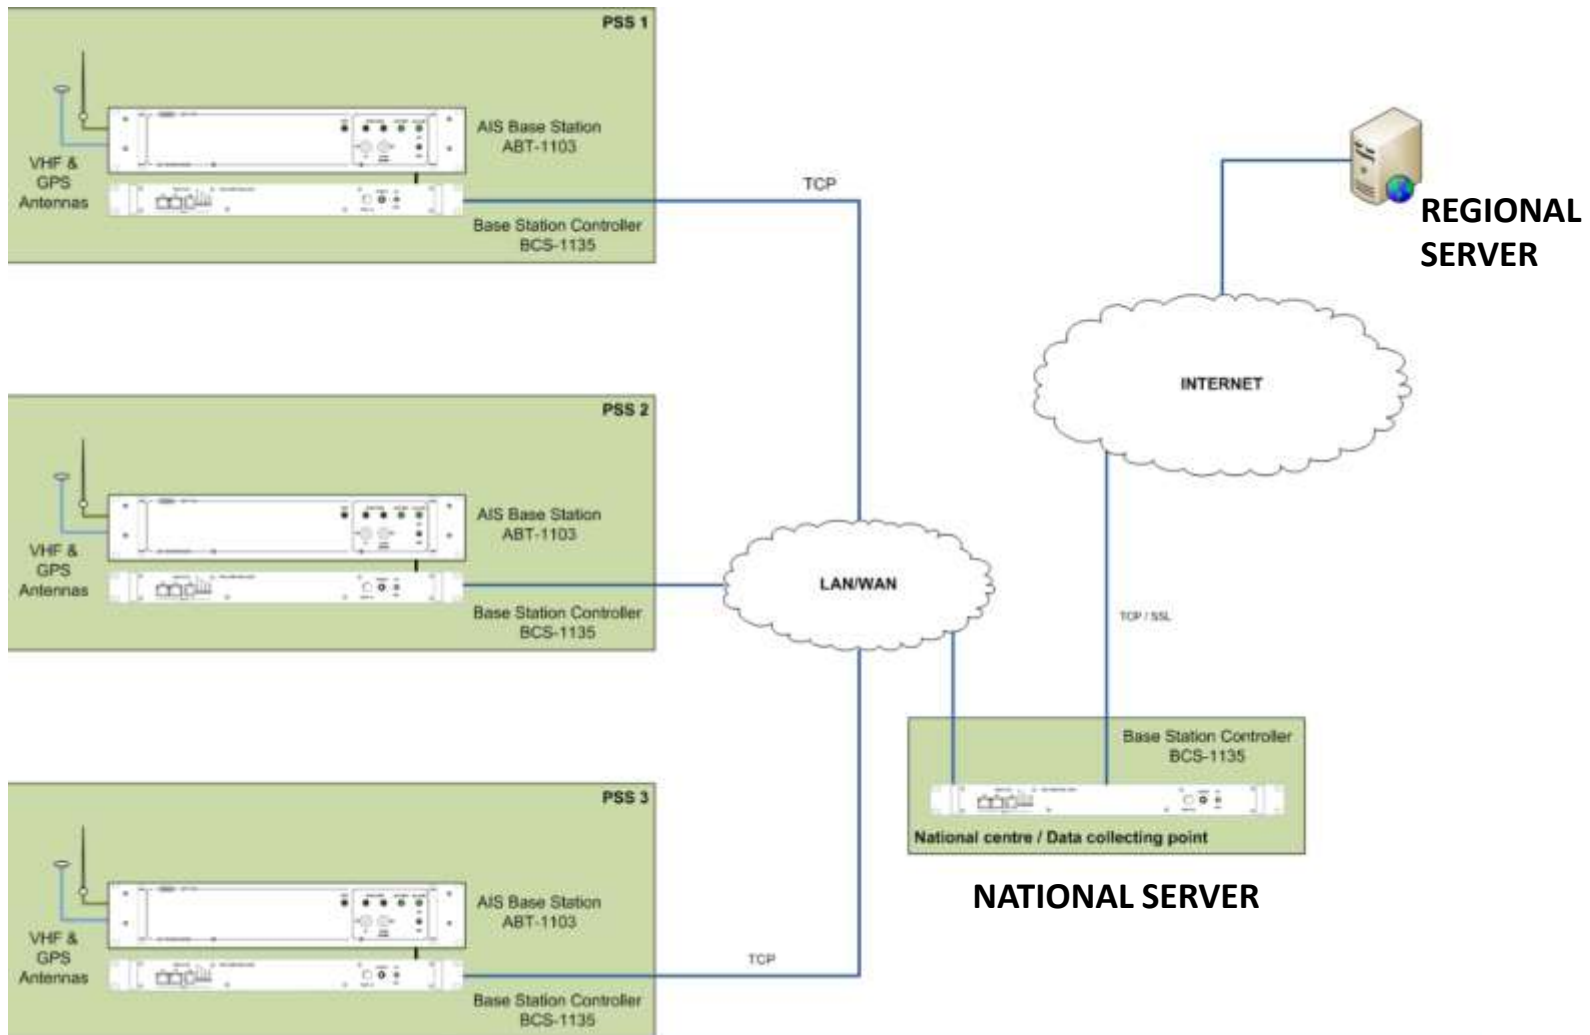 PSS 1
AIS Base Station
ABT-1103
VHF &
GPS
Antennas
Base Station Controller
BCS-1135
TCP
REGIONAL
SERVER
INTERNET
PSS 2
AIS Base Station
ABT-1103
VHF &
GPS
Antennas
Base Station Controller
BCS-1135
LAN/WAN
TCP / SSL
Base Station Controller
BCS-1135
National centre / Data collecting point
NATIONAL SERVER
PSS 3
AIS Base Station
ABT-1103
VHF &
GPS
Antennas
TCP
Base Station Controller
BCS-1135